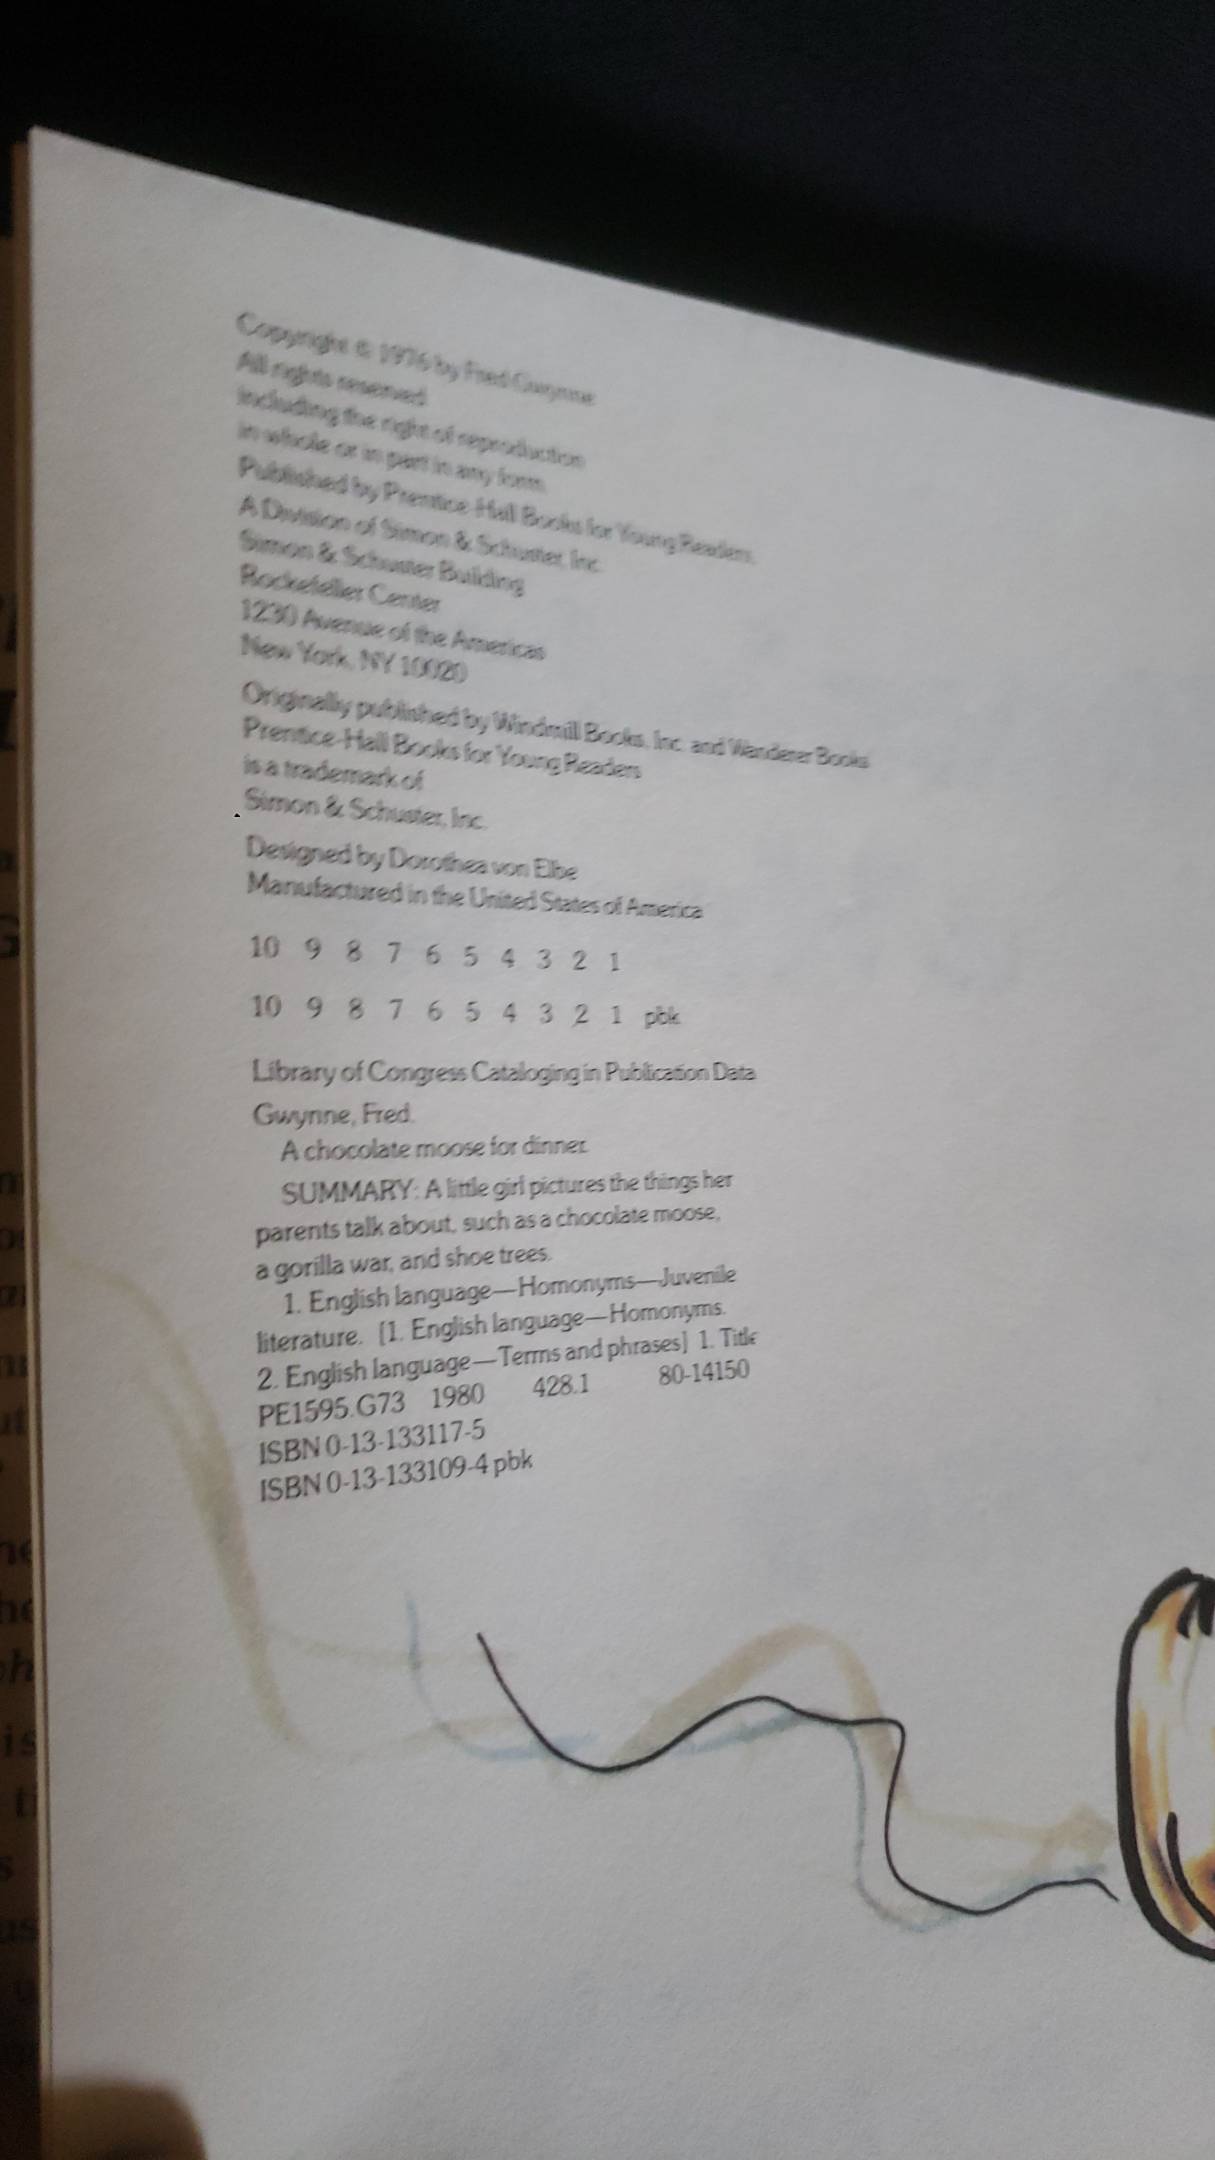 Copyright © 1976 by Fred Gwynne
All rights reserved
including the right of reproduction
in whole or in part in any form.
Published by Prentice-Hall Books for Young Readers
A Division of Simon & Schuster, Inc.
Simon & Schuster Building
Rockefeller Center
1230 Avenue of the Americas
New York, NY 10020
Originally published by Windmill Books, Inc. and Wanderer Books
Prentice-Hall Books for Young Readers
is a trademark of
Simon & Schuster, Inc.
Designed by Dorothea von Elbe
Manufactured in the United States of America
10 9 8 7 6 5 4 3 2 1
10 9 8 7 6 5 4 3 2 1 pbk
Library of Congress Cataloging in Publication Data
Gwynne, Fred.
A chocolate moose for dinner.
SUMMARY: A little girl pictures the things her
parents talk about, such as a chocolate moose,
a gorilla war, and shoe trees.
1. English language—Homonyms—Juvenile
literature. [1. English language—Homonyms.
2. English language—Terms and phrases] 1. Title
PE1595.G73 1980 428.1 80-14150
ISBN 0-13-133117-5
ISBN 0-13-133109-4 pbk